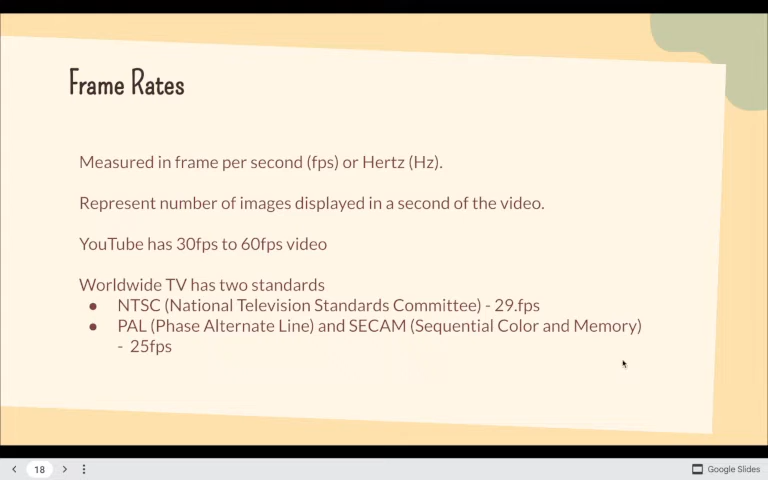 Frame Rates
Measured in frame per second (fps) or Hertz (Hz).
Represent number of images displayed in a second of the video.
YouTube has 30fps to 60fps video
Worldwide TV has two standards
● NTSC (National Television Standards Committee) - 29.fps
● PAL (Phase Alternate Line) and SECAM (Sequential Color and Memory)
- 25fps
18
Google Slides